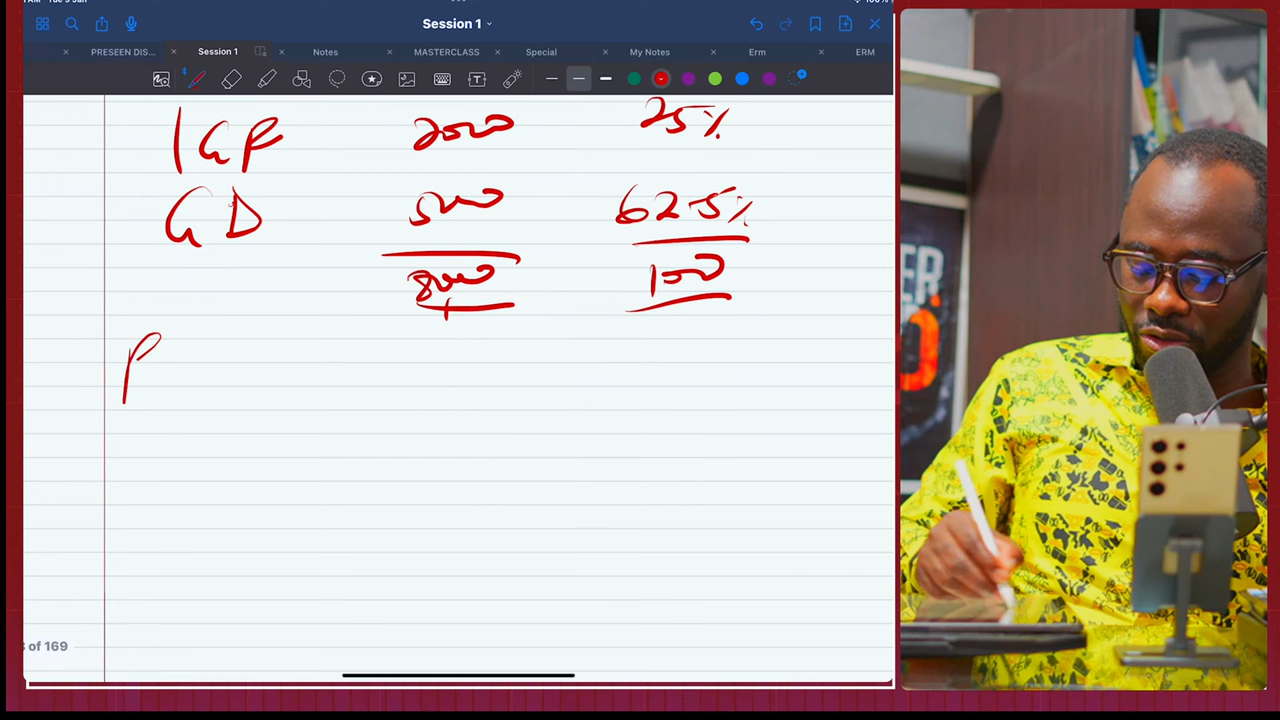 Session 1
PRESEEN DIS... Session 1 Notes MASTERCLASS Special My Notes Erm ERM
IGP 2000 25%
GD 5000 62.5%
8000 100
P
of 169